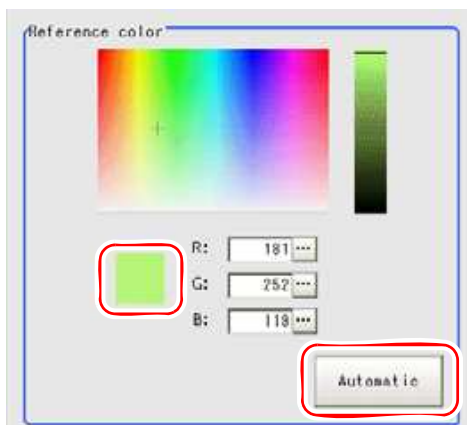 Reference color
R: 181 ...
G: 252 ...
B: 118 ...
Automatic